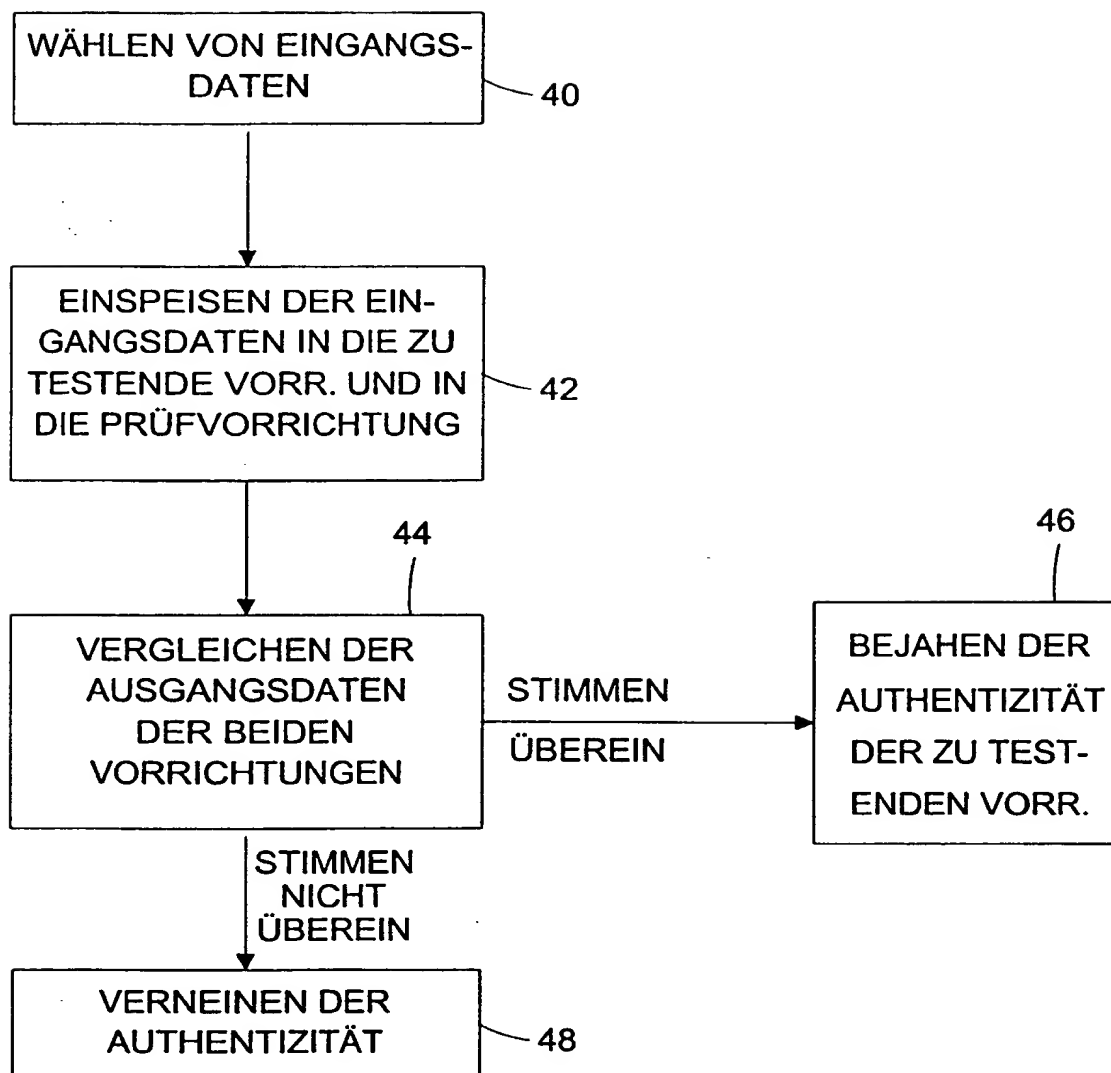 WÄHLEN VON EINGANGS-
DATEN
40
EINSPEISEN DER EIN-
GANGSDATEN IN DIE ZU
TESTENDE VORR. UND IN
DIE PRÜFVORRICHTUNG
42
44
VERGLEICHEN DER
AUSGANGSDATEN
DER BEIDEN
VORRICHTUNGEN
STIMMEN
ÜBEREIN
46
BEJAHEN DER
AUTHENTIZITÄT
DER ZU TEST-
ENDEN VORR.
STIMMEN
NICHT
ÜBEREIN
VERNEINEN DER
AUTHENTIZITÄT
48